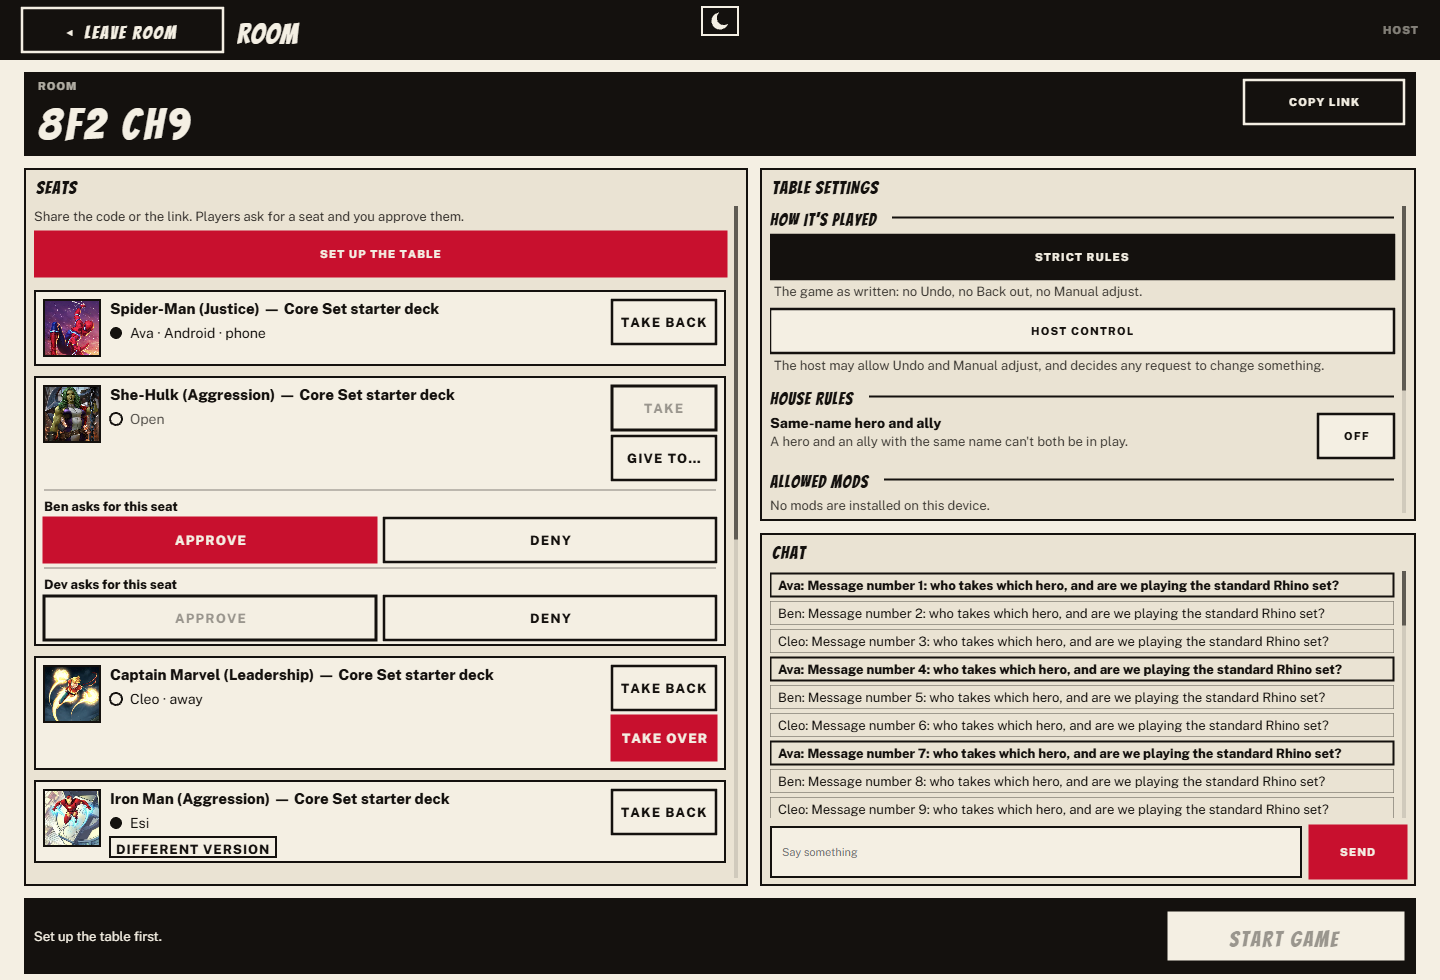 ◂ LEAVE ROOM
ROOM
HOST
ROOM
8F2 CH9
COPY LINK
SEATS
Share the code or the link. Players ask for a seat and you approve them.
SET UP THE TABLE
Spider-Man (Justice) — Core Set starter deck
Ava · Android · phone
TAKE BACK
She-Hulk (Aggression) — Core Set starter deck
Open
TAKE
GIVE TO...
Ben asks for this seat
APPROVE
DENY
Dev asks for this seat
APPROVE
DENY
Captain Marvel (Leadership) — Core Set starter deck
Cleo · away
TAKE BACK
TAKE OVER
Iron Man (Aggression) — Core Set starter deck
Esi
DIFFERENT VERSION
TAKE BACK
TABLE SETTINGS
HOW IT'S PLAYED
STRICT RULES
The game as written: no Undo, no Back out, no Manual adjust.
HOST CONTROL
The host may allow Undo and Manual adjust, and decides any request to change something.
HOUSE RULES
Same-name hero and ally
A hero and an ally with the same name can't both be in play.
OFF
ALLOWED MODS
No mods are installed on this device.
CHAT
Ava: Message number 1: who takes which hero, and are we playing the standard Rhino set?
Ben: Message number 2: who takes which hero, and are we playing the standard Rhino set?
Cleo: Message number 3: who takes which hero, and are we playing the standard Rhino set?
Ava: Message number 4: who takes which hero, and are we playing the standard Rhino set?
Ben: Message number 5: who takes which hero, and are we playing the standard Rhino set?
Cleo: Message number 6: who takes which hero, and are we playing the standard Rhino set?
Ava: Message number 7: who takes which hero, and are we playing the standard Rhino set?
Ben: Message number 8: who takes which hero, and are we playing the standard Rhino set?
Cleo: Message number 9: who takes which hero, and are we playing the standard Rhino set?
Say something
SEND
Set up the table first.
START GAME